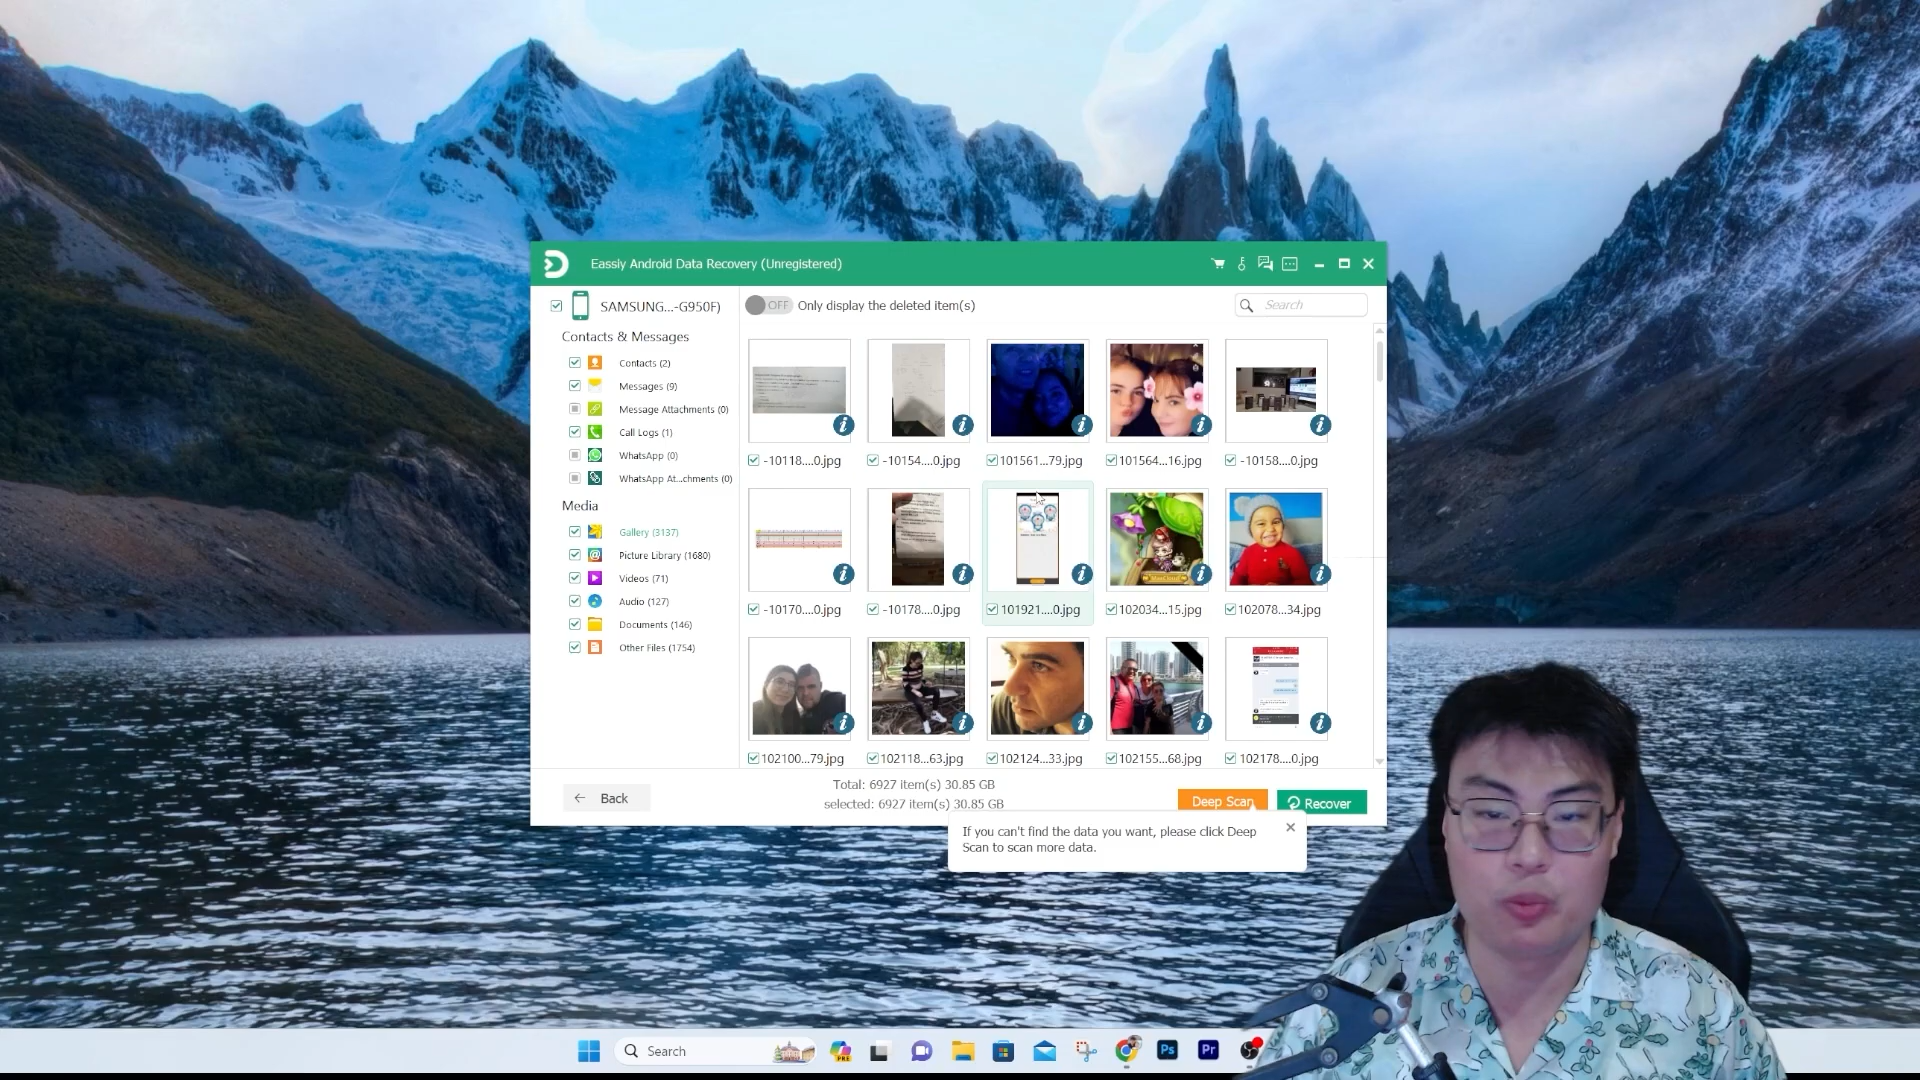 Eassiy Android Data Recovery (Unregistered)
SAMSUNG...-G950F)
OFF Only display the deleted item(s)
Search
Contacts & Messages
Contacts (2)
Messages (9)
Message Attachments (0)
Call Logs (1)
WhatsApp (0)
WhatsApp At...chments (0)
Media
Gallery (3137)
Picture Library (1680)
Videos (71)
Audio (127)
Documents (146)
Other Files (1754)
-10118....0.jpg
-10154....0.jpg
101561...79.jpg
101564...16.jpg
-10158....0.jpg
-10170....0.jpg
-10178....0.jpg
101921....0.jpg
102034...15.jpg
102078...34.jpg
102100...79.jpg
102118...63.jpg
102124...33.jpg
102155...68.jpg
102178....0.jpg
Back
Total: 6927 item(s) 30.85 GB
selected: 6927 item(s) 30.85 GB
Deep Scan
Recover
If you can't find the data you want, please click Deep
Scan to scan more data.
Search
PRE
Ps
Pr